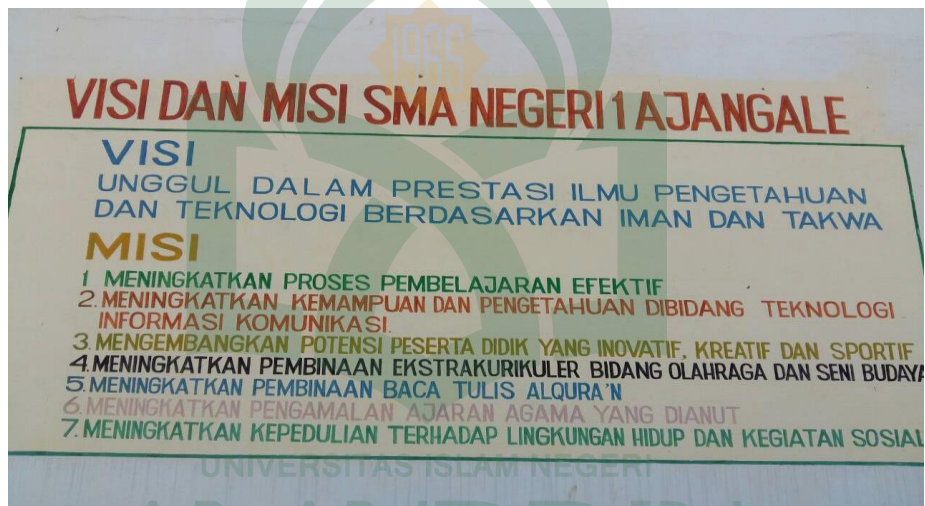 1965
VISI DAN MISI SMA NEGERI 1 AJANGALE
VISI
UNGGUL DALAM PRESTASI ILMU PENGETAHUAN
DAN TEKNOLOGI BERDASARKAN IMAN DAN TAKWA
MISI
1 MENINGKATKAN PROSES PEMBELAJARAN EFEKTIF
2. MENINGKATKAN KEMAMPUAN DAN PENGETAHUAN DIBIDANG TEKNOLOGI
INFORMASI KOMUNIKASI.
3. MENGEMBANGKAN POTENSI PESERTA DIDIK YANG INOVATIF, KREATIF DAN SPORTIF
4. MENINGKATKAN PEMBINAAN EKSTRAKURIKULER BIDANG OLAHRAGA DAN SENI BUDAYA
5. MENINGKATKAN PEMBINAAN BACA TULIS ALQURA'N
6. MENINGKATKAN PENGAMALAN AJARAN AGAMA YANG DIANUT
7. MENINGKATKAN KEPEDULIAN TERHADAP LINGKUNGAN HIDUP DAN KEGIATAN SOSIAL
UNIVERSITAS ISLAM NEGERI